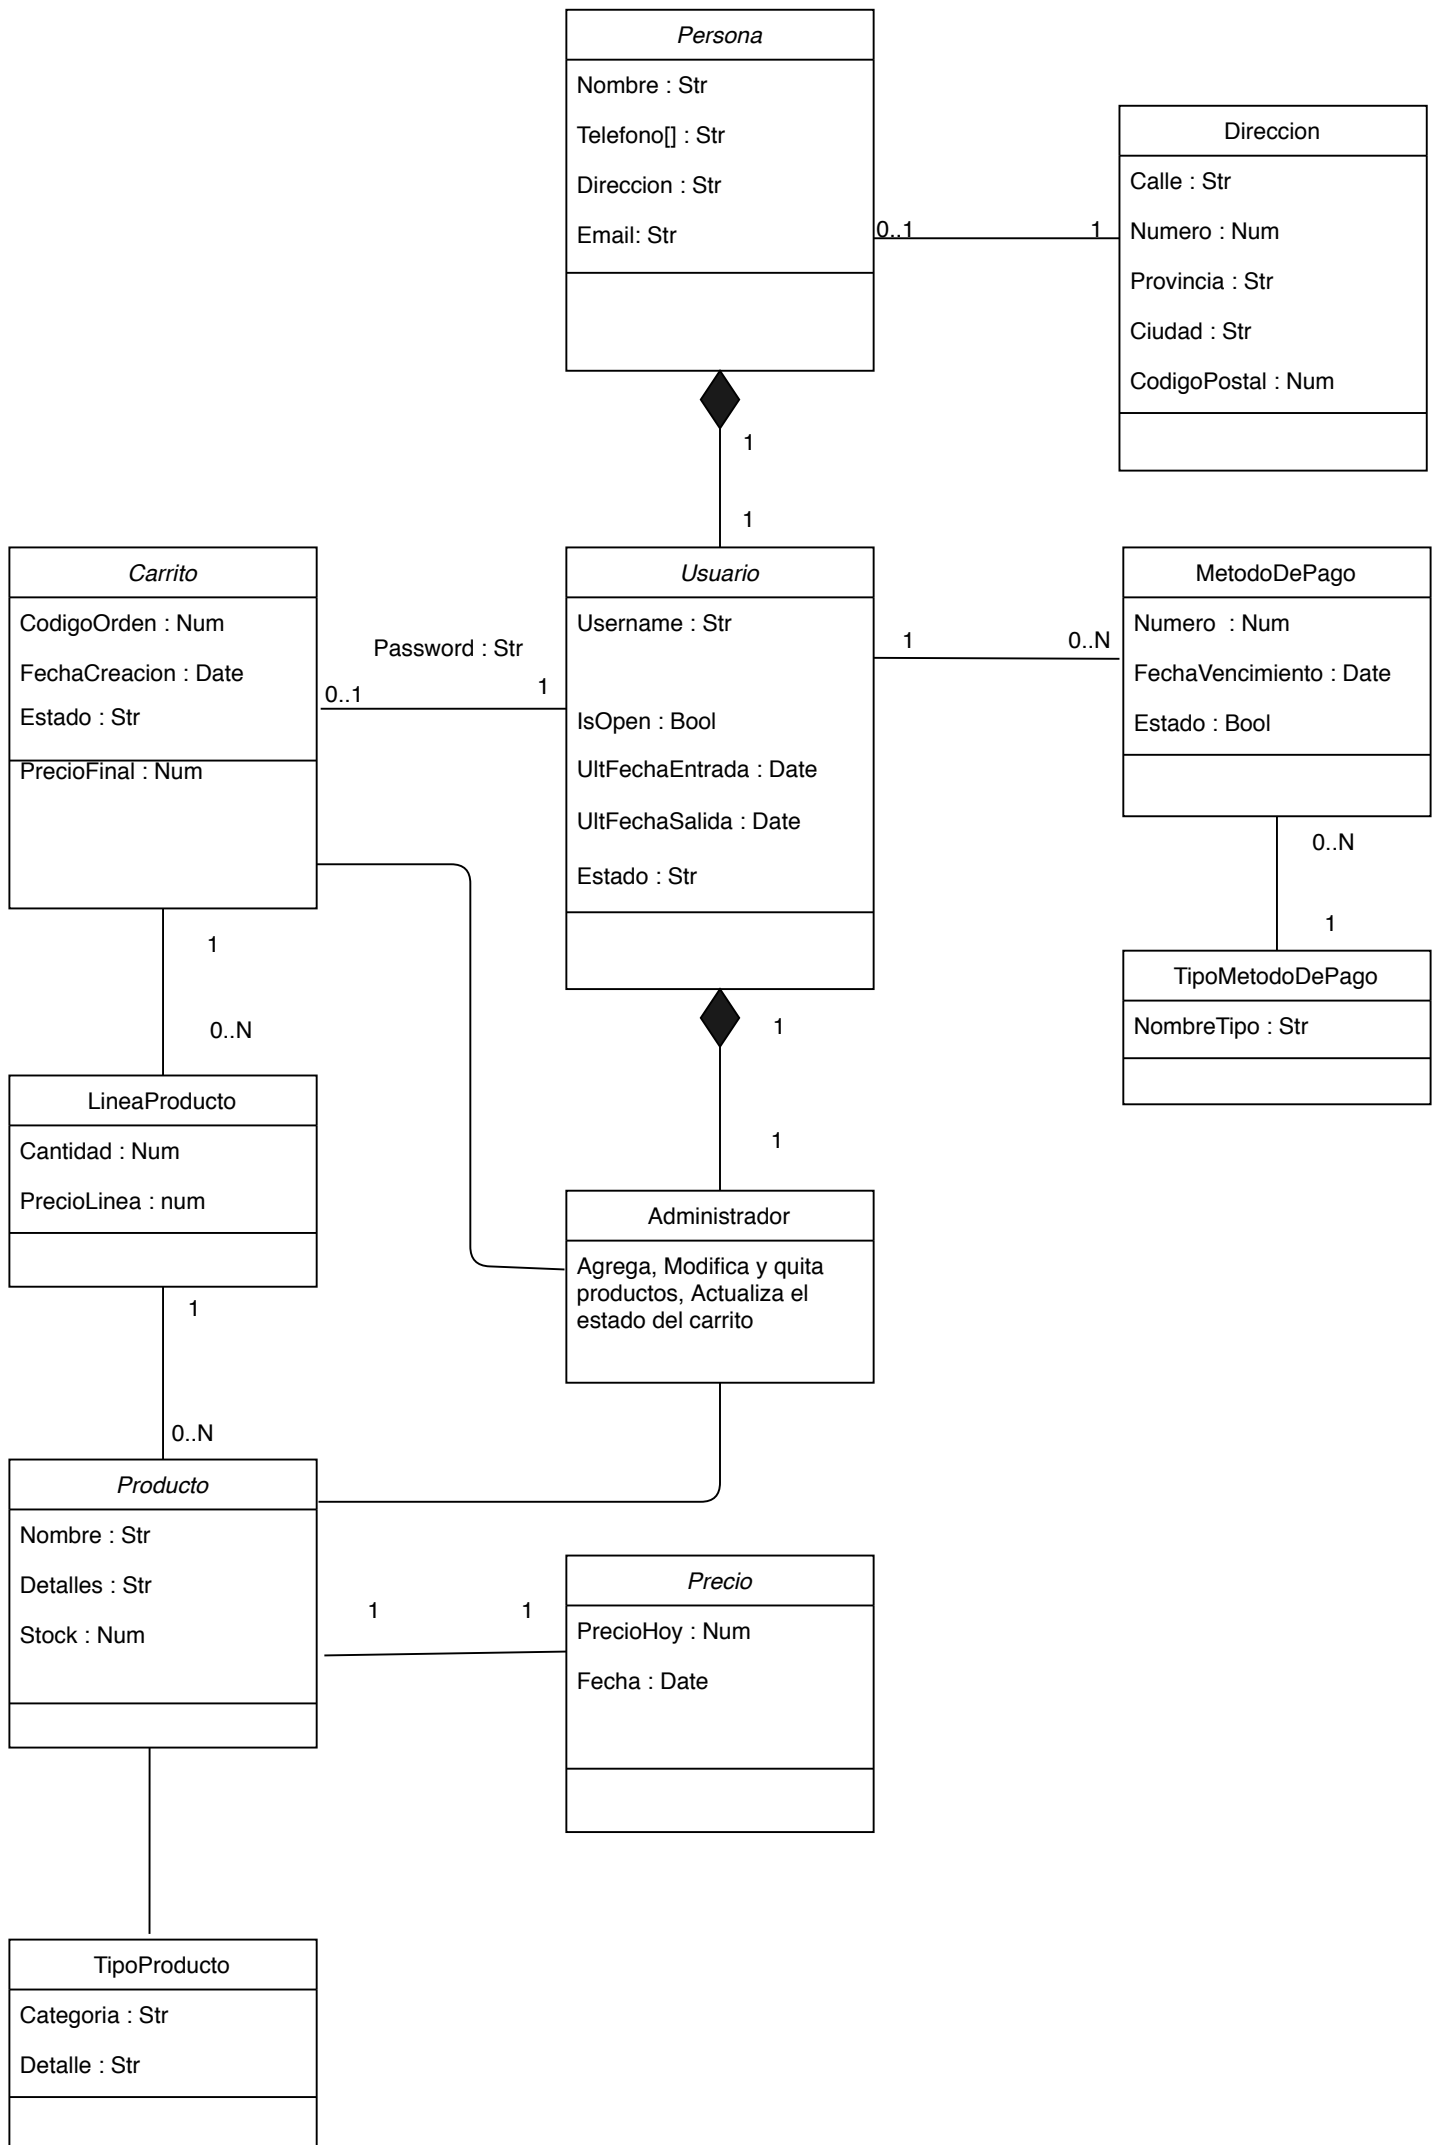 Persona
Nombre : Str
Telefono[] : Str
Direccion : Str
Email: Str
Direccion
Calle : Str
Numero : Num
Provincia : Str
Ciudad : Str
CodigoPostal : Num
0..1
1
1
1
Carrito
CodigoOrden : Num
FechaCreacion : Date
Estado : Str
PrecioFinal : Num
Password : Str
0..1
1
Usuario
Username : Str
IsOpen : Bool
UltFechaEntrada : Date
UltFechaSalida : Date
Estado : Str
1
0..N
MetodoDePago
Numero  : Num
FechaVencimiento : Date
Estado : Bool
0..N
1
TipoMetodoDePago
NombreTipo : Str
1
0..N
1
1
LineaProducto
Cantidad : Num
PrecioLinea : num
Administrador
Agrega, Modifica y quita
productos, Actualiza el
estado del carrito
1
0..N
Producto
Nombre : Str
Detalles : Str
Stock : Num
1
1
Precio
PrecioHoy : Num
Fecha : Date
TipoProducto
Categoria : Str
Detalle : Str